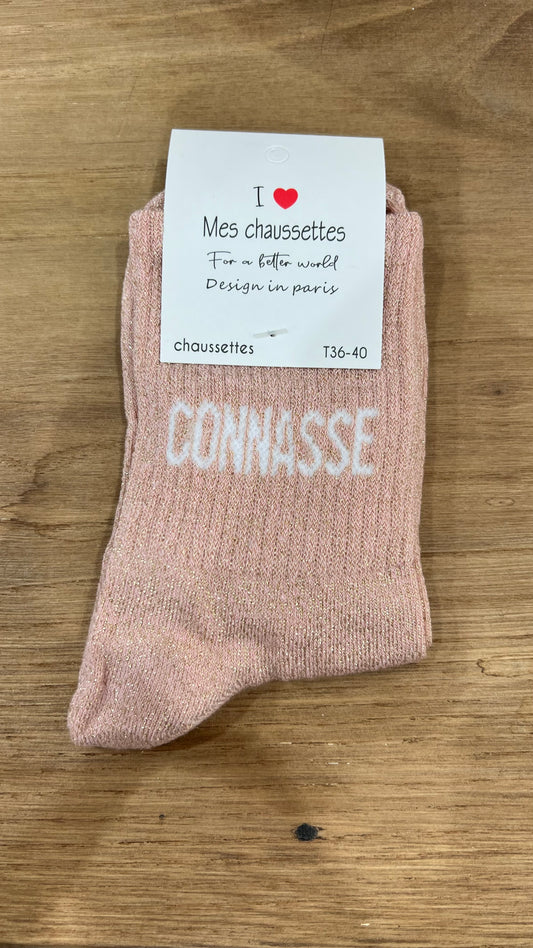 I ❤
Mes chaussettes
For a better world
Design in paris
chaussettes T36-40
CONNASSE